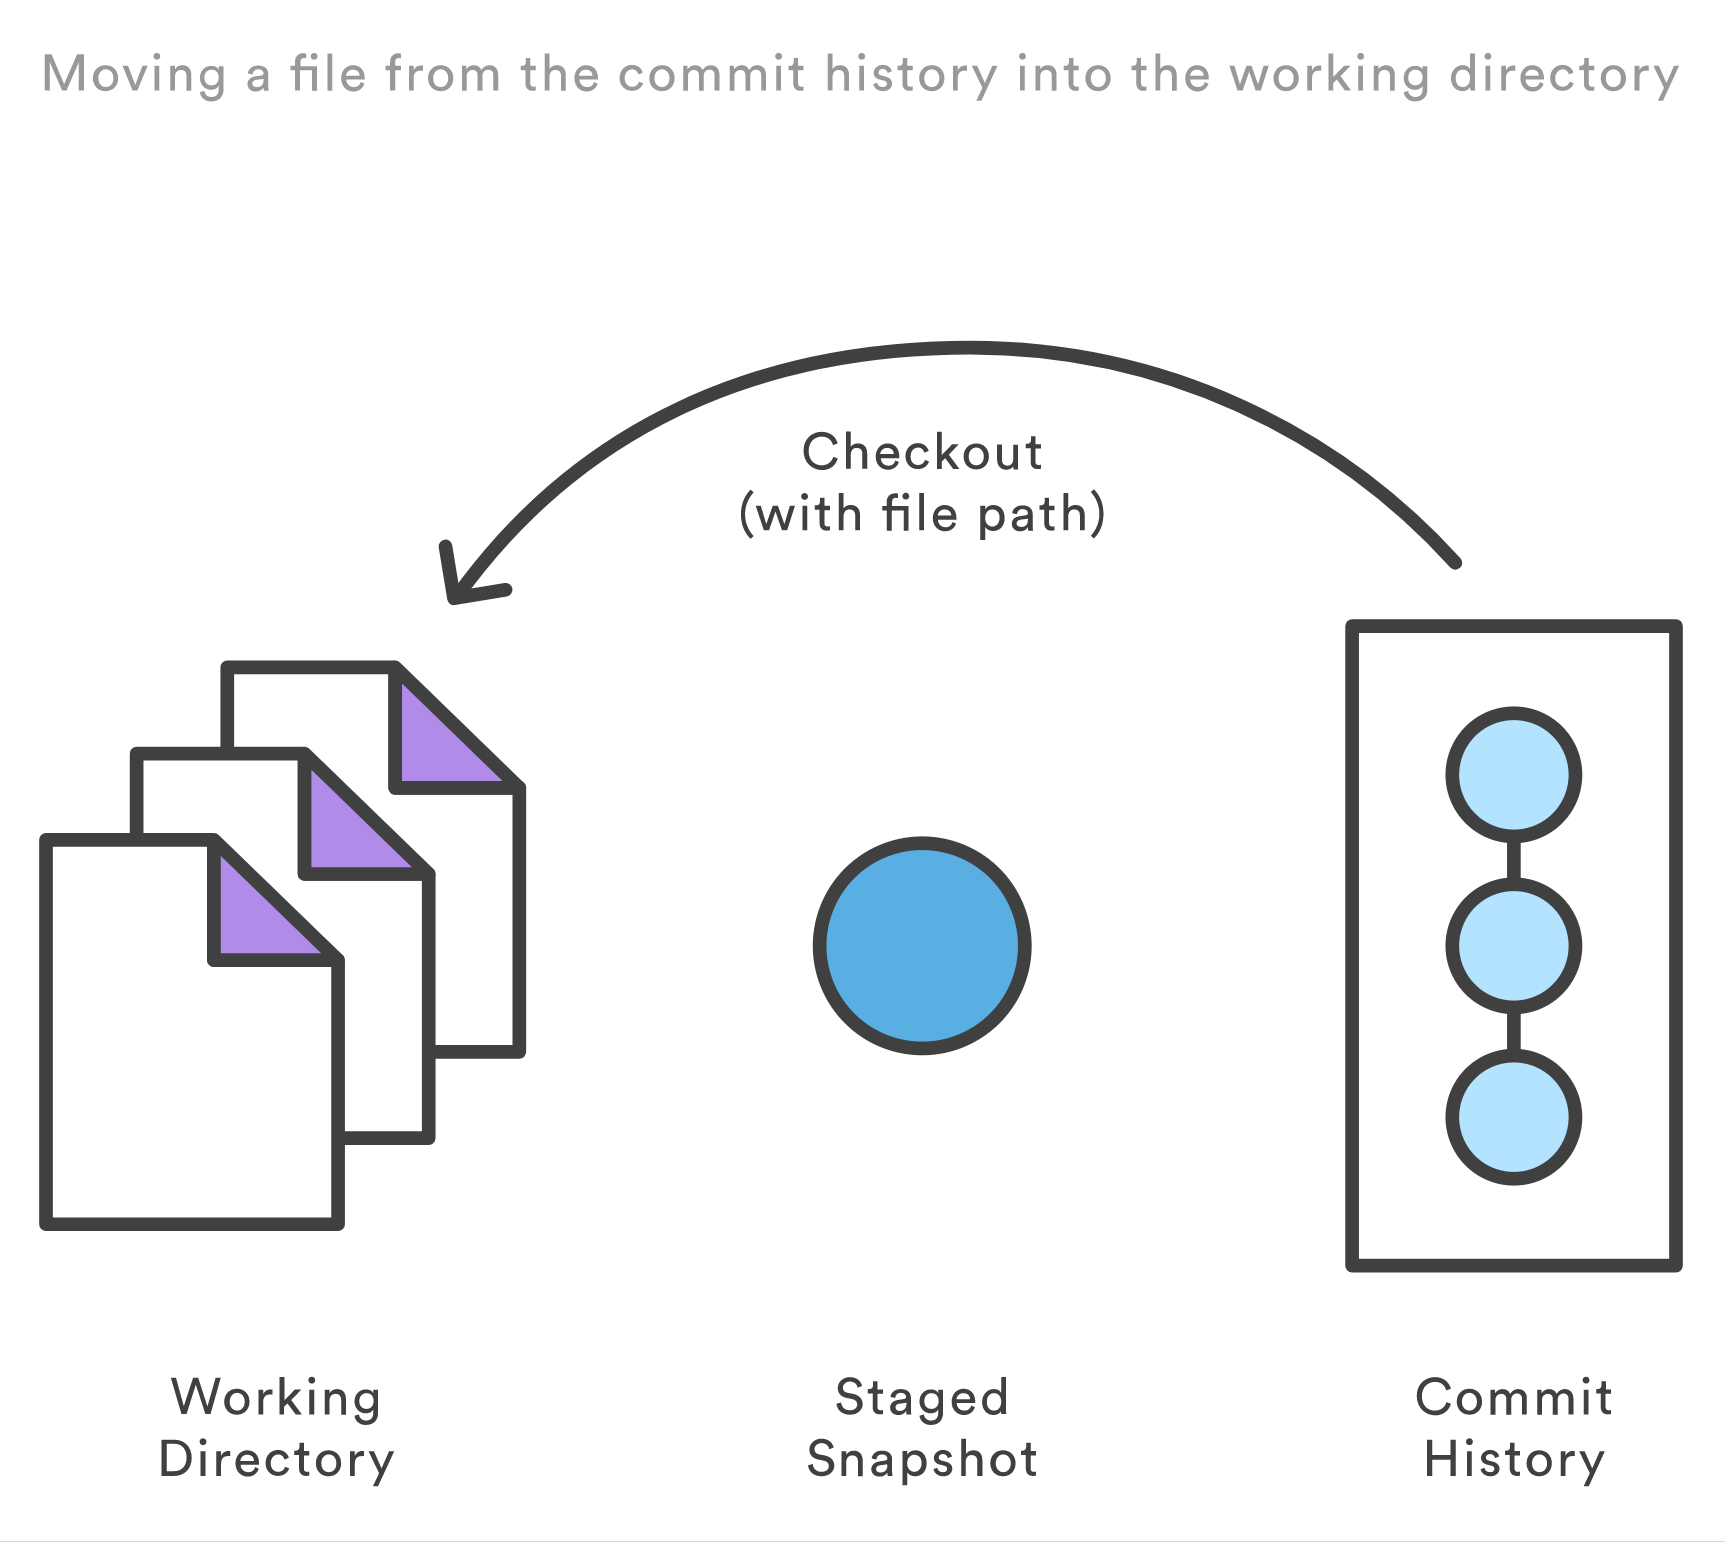 Moving a file from the commit history into the working directory
Checkout
(with file path)
Working
Directory
Staged
Snapshot
Commit
History